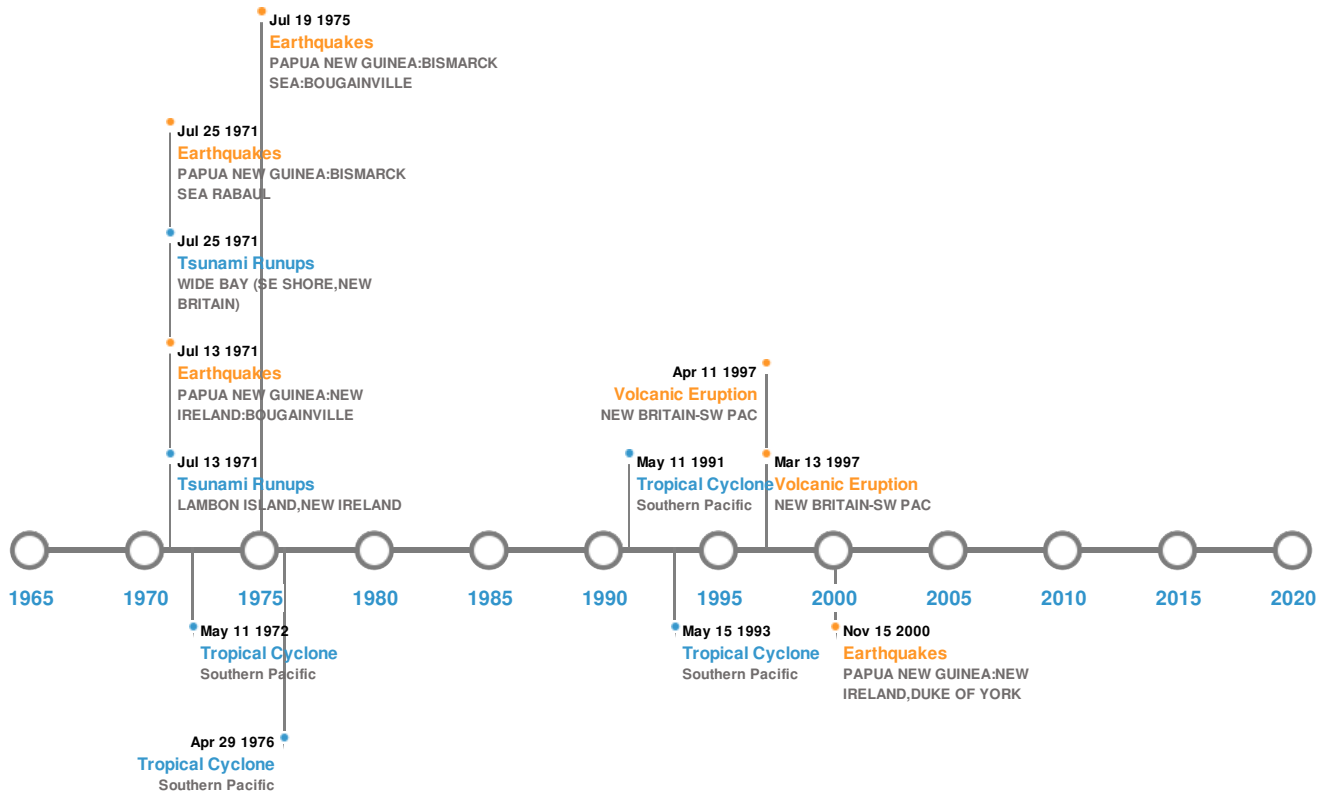 Jul 19 1975
Earthquakes
PAPUA NEW GUINEA:BISMARCK
SEA:BOUGAINVILLE
Jul 25 1971
Earthquakes
PAPUA NEW GUINEA:BISMARCK
SEA RABAUL
Jul 25 1971
Tsunami Runups
WIDE BAY (SE SHORE,NEW
BRITAIN)
Jul 13 1971
Earthquakes
PAPUA NEW GUINEA:NEW
IRELAND:BOUGAINVILLE
Jul 13 1971
Tsunami Runups
LAMBON ISLAND,NEW IRELAND
Apr 11 1997
Volcanic Eruption
NEW BRITAIN-SW PAC
May 11 1991
Tropical Cyclone
Southern Pacific
Mar 13 1997
Volcanic Eruption
NEW BRITAIN-SW PAC
1965 1970 1975 1980 1985 1990 1995 2000 2005 2010 2015 2020
May 11 1972
Tropical Cyclone
Southern Pacific
Apr 29 1976
Tropical Cyclone
Southern Pacific
May 15 1993
Tropical Cyclone
Southern Pacific
Nov 15 2000
Earthquakes
PAPUA NEW GUINEA:NEW
IRELAND,DUKE OF YORK